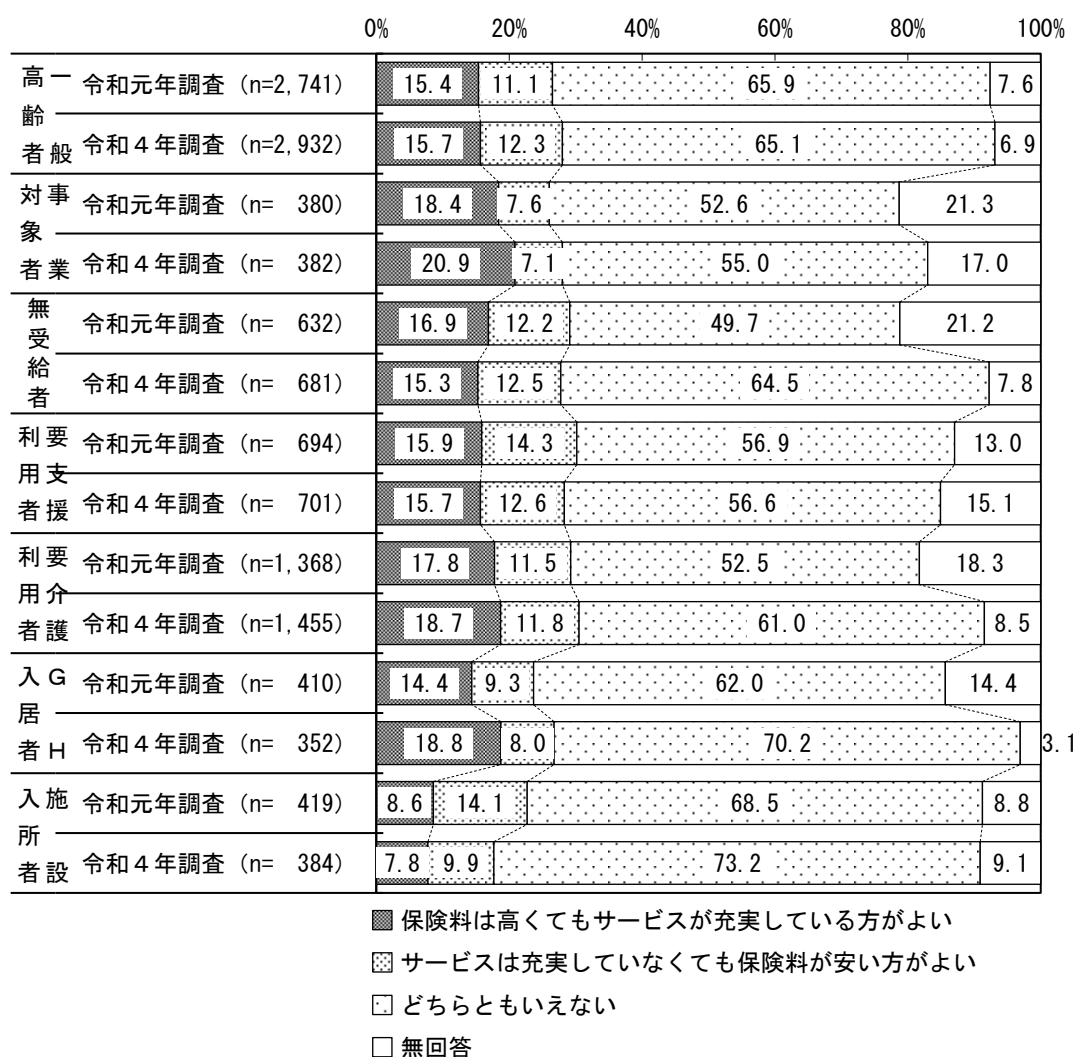 0% 20% 40% 60% 80% 100%
一般高齢者
令和元年調査 (n=2,741) 15.4 11.1 65.9 7.6
令和４年調査 (n=2,932) 15.7 12.3 65.1 6.9
事業対象者
令和元年調査 (n= 380) 18.4 7.6 52.6 21.3
令和４年調査 (n= 382) 20.9 7.1 55.0 17.0
無受給者
令和元年調査 (n= 632) 16.9 12.2 49.7 21.2
令和４年調査 (n= 681) 15.3 12.5 64.5 7.8
要支援利用者
令和元年調査 (n= 694) 15.9 14.3 56.9 13.0
令和４年調査 (n= 701) 15.7 12.6 56.6 15.1
要介護利用者
令和元年調査 (n=1,368) 17.8 11.5 52.5 18.3
令和４年調査 (n=1,455) 18.7 11.8 61.0 8.5
ＧＨ入居者
令和元年調査 (n= 410) 14.4 9.3 62.0 14.4
令和４年調査 (n= 352) 18.8 8.0 70.2 3.1
施設入所者
令和元年調査 (n= 419) 8.6 14.1 68.5 8.8
令和４年調査 (n= 384) 7.8 9.9 73.2 9.1
保険料は高くてもサービスが充実している方がよい
サービスは充実していなくても保険料が安い方がよい
どちらともいえない
無回答